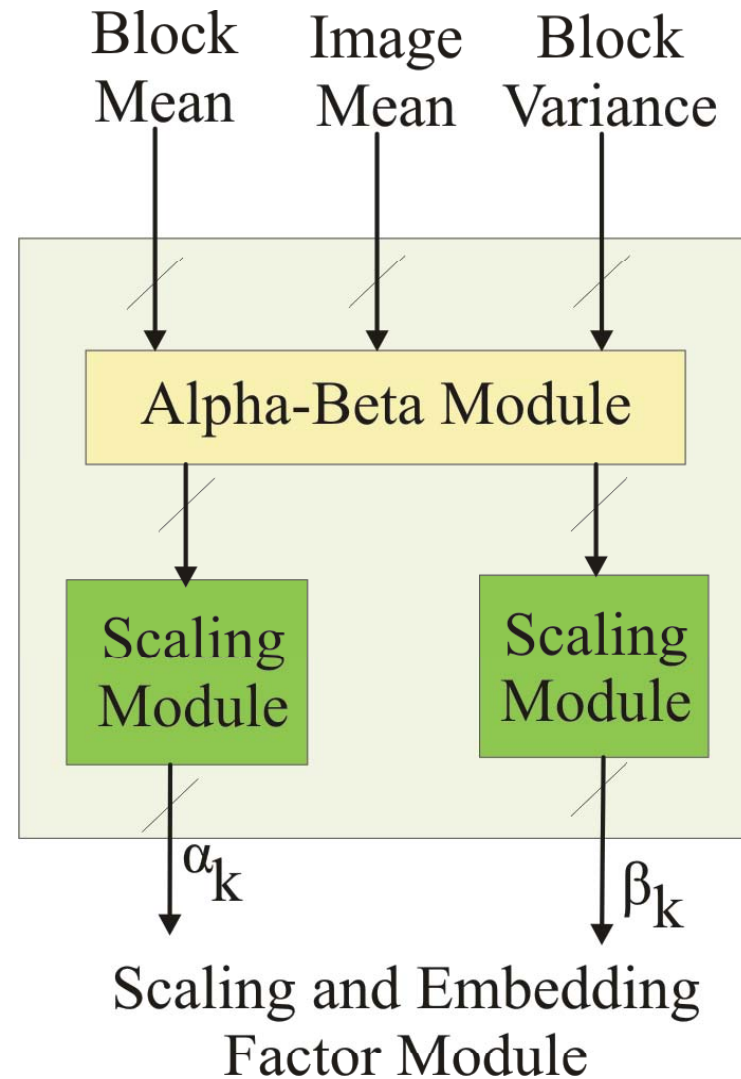 Block Mean
Image Mean
Block Variance
Alpha-Beta Module
Scaling Module
Scaling Module
αk
βk
Scaling and Embedding
Factor Module